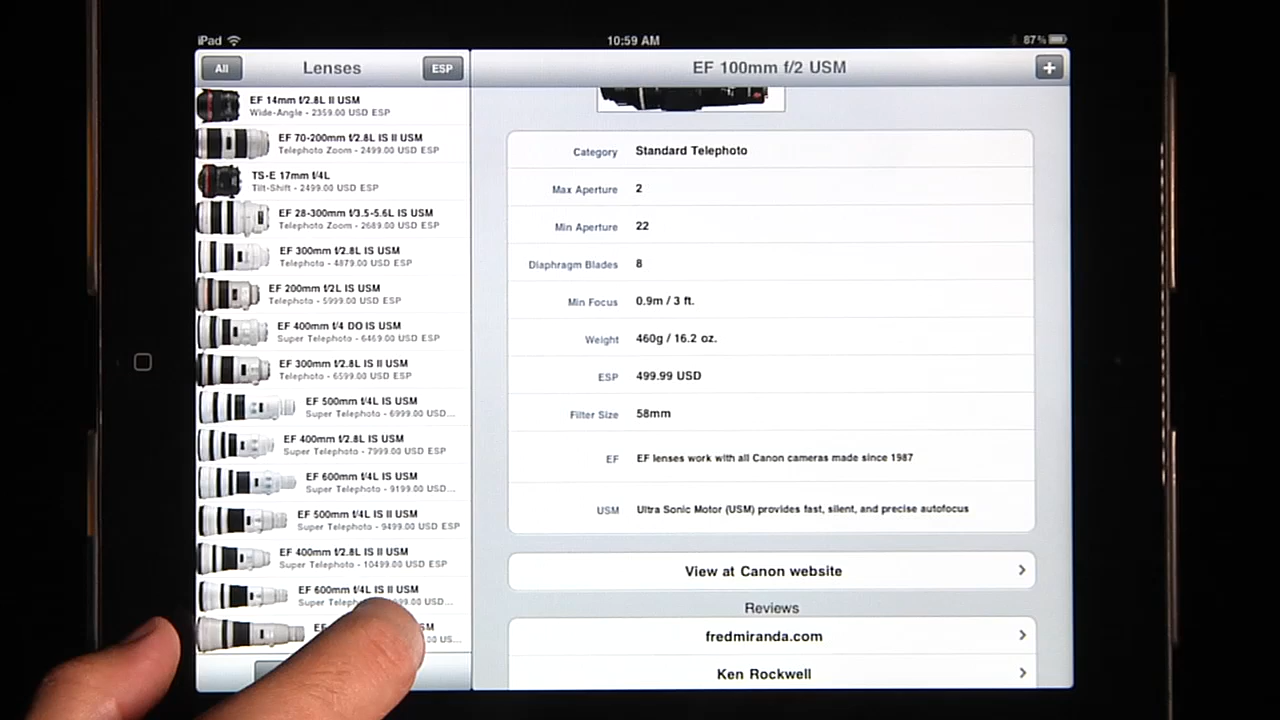 iPad
10:59 AM
87%
All
Lenses
ESP
EF 14mm f/2.8L II USM
Wide-Angle - 2359.00 USD ESP
EF 70-200mm f/2.8L IS II USM
Telephoto Zoom - 2499.00 USD ESP
TS-E 17mm f/4L
Tilt-Shift - 2499.00 USD ESP
EF 28-300mm f/3.5-5.6L IS USM
Telephoto Zoom - 2689.00 USD ESP
EF 300mm f/2.8L IS USM
Telephoto - 4879.00 USD ESP
EF 200mm f/2L IS USM
Telephoto - 5999.00 USD ESP
EF 400mm f/4 DO IS USM
Super Telephoto - 6469.00 USD ESP
EF 300mm f/2.8L IS II USM
Telephoto - 6599.00 USD ESP
EF 500mm f/4L IS USM
Super Telephoto - 6999.00 USD...
EF 400mm f/2.8L IS USM
Super Telephoto - 7999.00 USD ESP
EF 600mm f/4L IS USM
Super Telephoto - 9199.00 USD...
EF 500mm f/4L IS II USM
Super Telephoto - 9499.00 USD ESP
EF 400mm f/2.8L IS II USM
Super Telephoto - 10499.00 USD ESP
EF 600mm f/4L IS II USM
Super USD...
EF
EF 100mm f/2 USM
+
Category Standard Telephoto
Max Aperture 2
Min Aperture 22
Diaphragm Blades 8
Min Focus 0.9m / 3 ft.
Weight 460g / 16.2 oz.
ESP 499.99 USD
Filter Size 58mm
EF EF lenses work with all Canon cameras made since 1987
USM Ultra Sonic Motor (USM) provides fast, silent, and precise autofocus
View at Canon website
Reviews
fredmiranda.com
Ken Rockwell